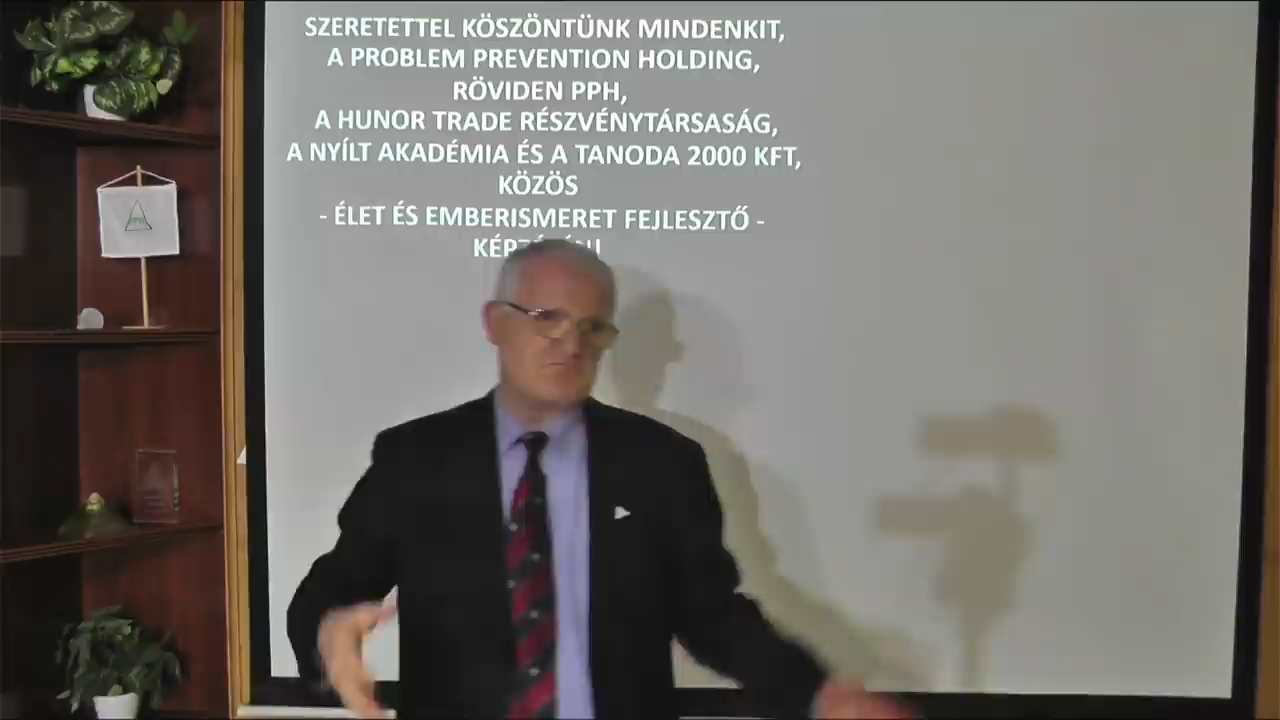 SZERETETTEL KÖSZÖNTÜNK MINDENKIT,
A PROBLEM PREVENTION HOLDING,
RÖVIDEN PPH,
A HUNOR TRADE RÉSZVÉNYTÁRSASÁG,
A NYÍLT AKADÉMIA ÉS A TANODA 2000 KFT,
KÖZÖS
- ÉLET ÉS EMBERISMERET FEJLESZTŐ -